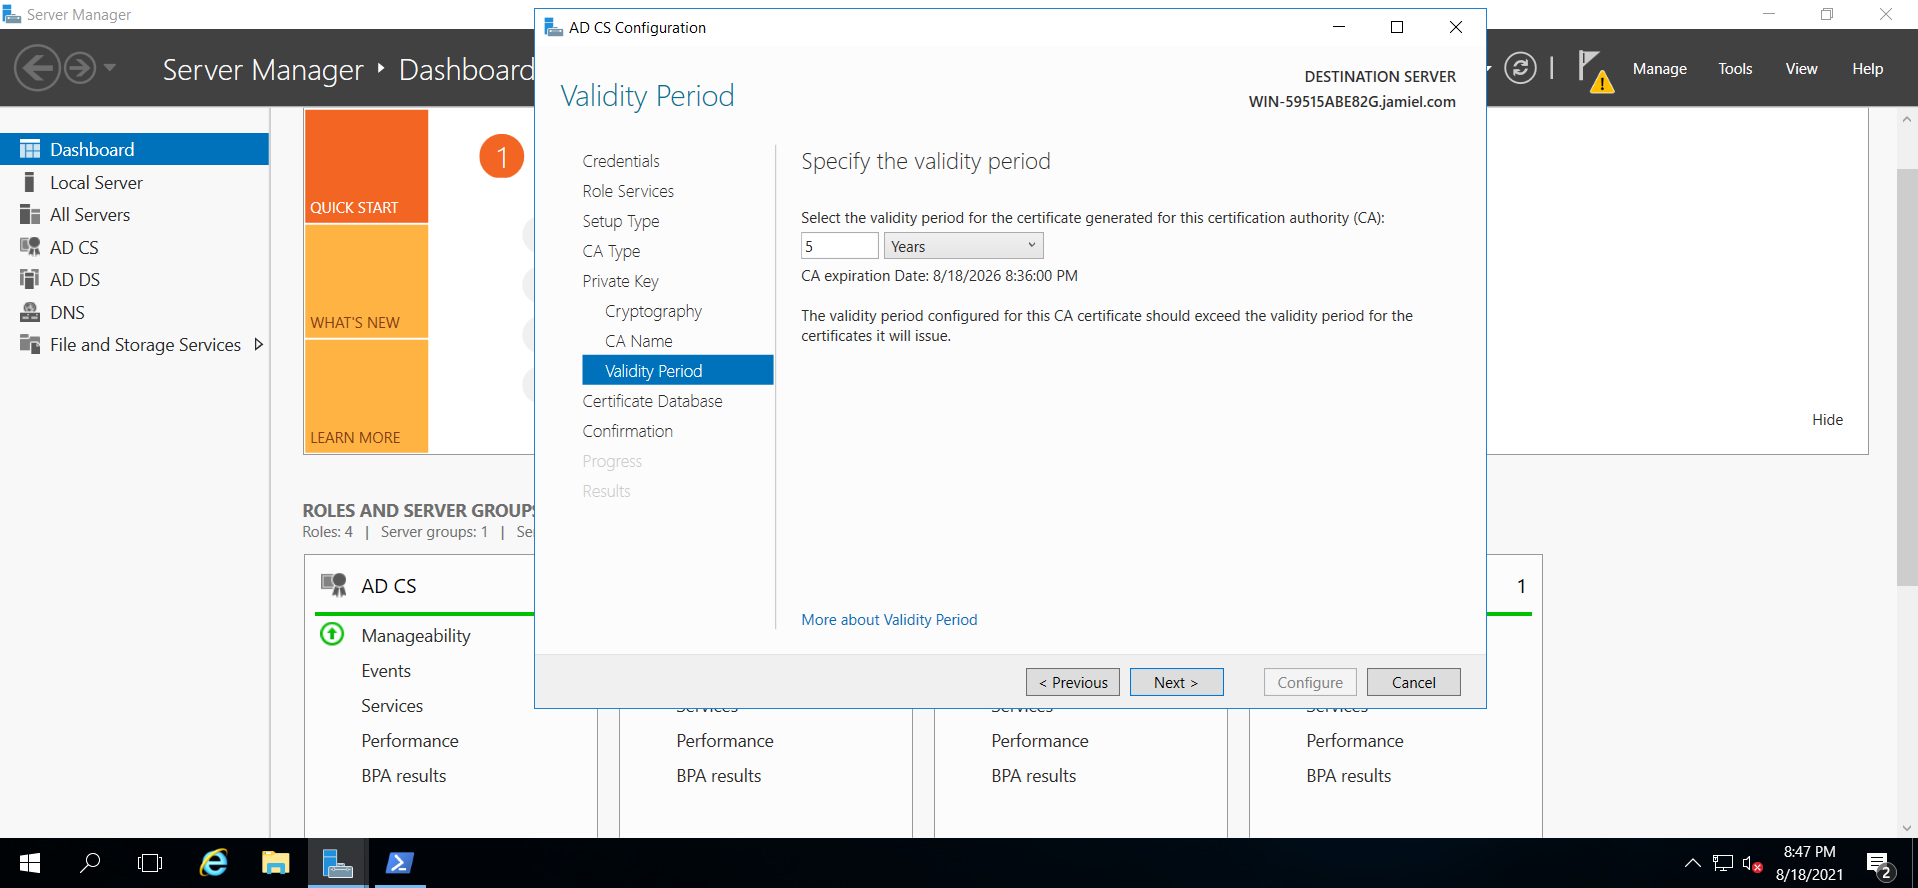 Server Manager
Server Manager ‣ Dashboard
Manage
Tools
View
Help
Dashboard
Local Server
All Servers
AD CS
AD DS
DNS
File and Storage Services
QUICK START
WHAT'S NEW
LEARN MORE
1
Hide
ROLES AND SERVER GROUPS
Roles: 4 | Server groups: 1 |
AD CS
Manageability
Events
Services
Performance
BPA results
Services
Performance
BPA results
Services
Performance
BPA results
1
Services
Performance
BPA results
AD CS Configuration
Validity Period
DESTINATION SERVER
WIN-59515ABE82G.jamiel.com
Credentials
Role Services
Setup Type
CA Type
Private Key
Cryptography
CA Name
Validity Period
Certificate Database
Confirmation
Progress
Results
Specify the validity period
Select the validity period for the certificate generated for this certification authority (CA):
5 Years
CA expiration Date: 8/18/2026 8:36:00 PM
The validity period configured for this CA certificate should exceed the validity period for the
certificates it will issue.
More about Validity Period
< Previous
Next >
Configure
Cancel
8:47 PM
8/18/2021
2